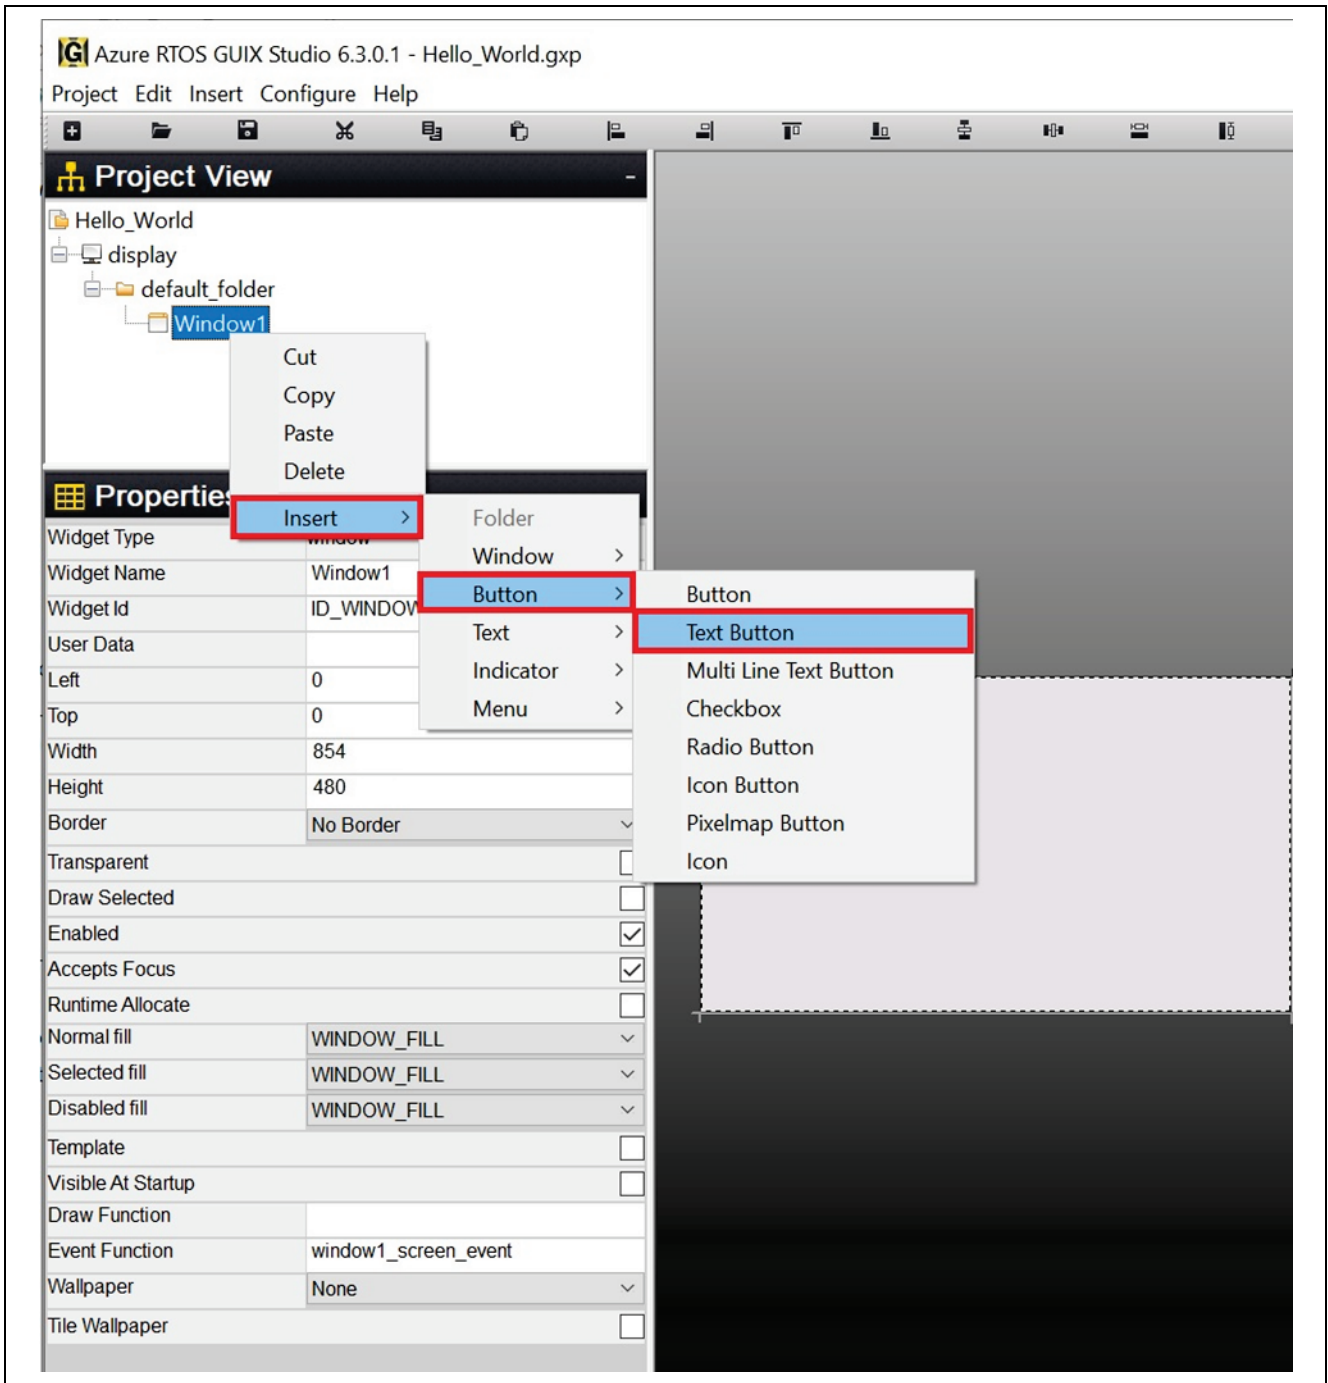 Azure RTOS GUIX Studio 6.3.0.1 - Hello_World.gxp
Project Edit Insert Configure Help
Project View
Hello_World
display
default_folder
Window1
Cut
Copy
Paste
Delete
Insert
Folder
Window
Button
Text
Indicator
Menu
Button
Text Button
Multi Line Text Button
Checkbox
Radio Button
Icon Button
Pixelmap Button
Icon
Widget Type
Widget Name Window1
Widget Id
User Data
Left 0
Top 0
Width 854
Height 480
Border No Border
Transparent
Draw Selected
Enabled
Accepts Focus
Runtime Allocate
Normal fill WINDOW_FILL
Selected fill WINDOW_FILL
Disabled fill WINDOW_FILL
Template
Visible At Startup
Draw Function
Event Function window1_screen_event
Wallpaper None
Tile Wallpaper